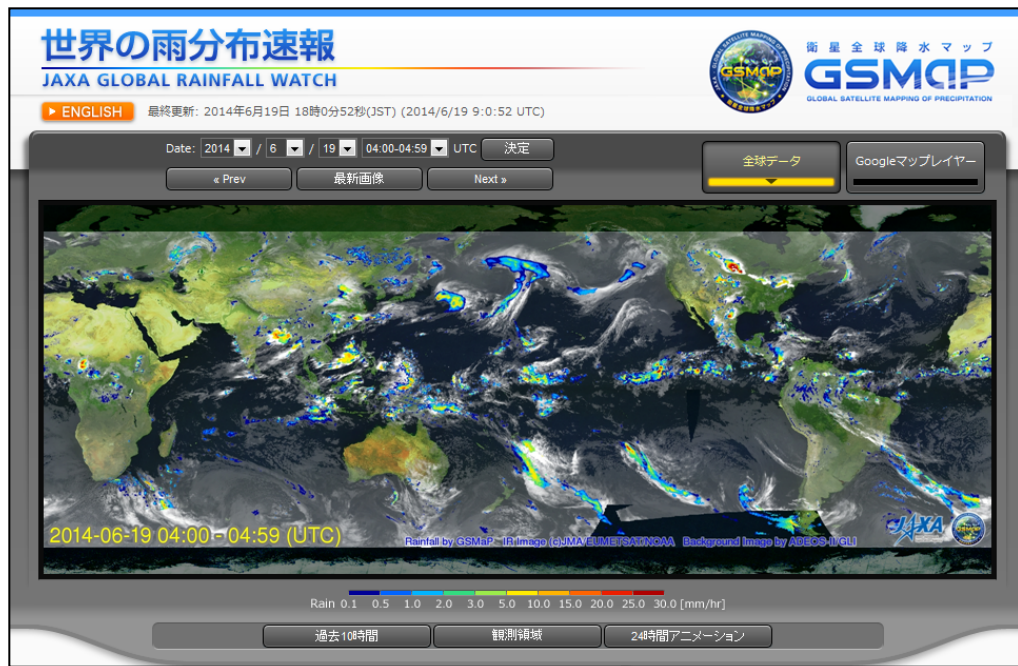 世界の雨分布速報
JAXA GLOBAL RAINFALL WATCH
ENGLISH
最終更新: 2014年6月19日 18時0分52秒(JST) (2014/6/19 9:0:52 UTC)
衛星全球降水マップ
GSMaP
GLOBAL SATELLITE MAPPING OF PRECIPITATION
Date: 2014 / 6 / 19 04:00-04:59 UTC 決定
« Prev 最新画像 Next »
全球データ Googleマップレイヤー
2014-06-19 04:00 - 04:59 (UTC)
Rainfall by GSMaP IR Image (c)JMA/EUMETSAT/NOAA Background Image by ADEOS-II/GLI
JAXA
Rain 0.1 0.5 1.0 2.0 3.0 5.0 10.0 15.0 20.0 25.0 30.0 [mm/hr]
過去10時間 観測領域 24時間アニメーション